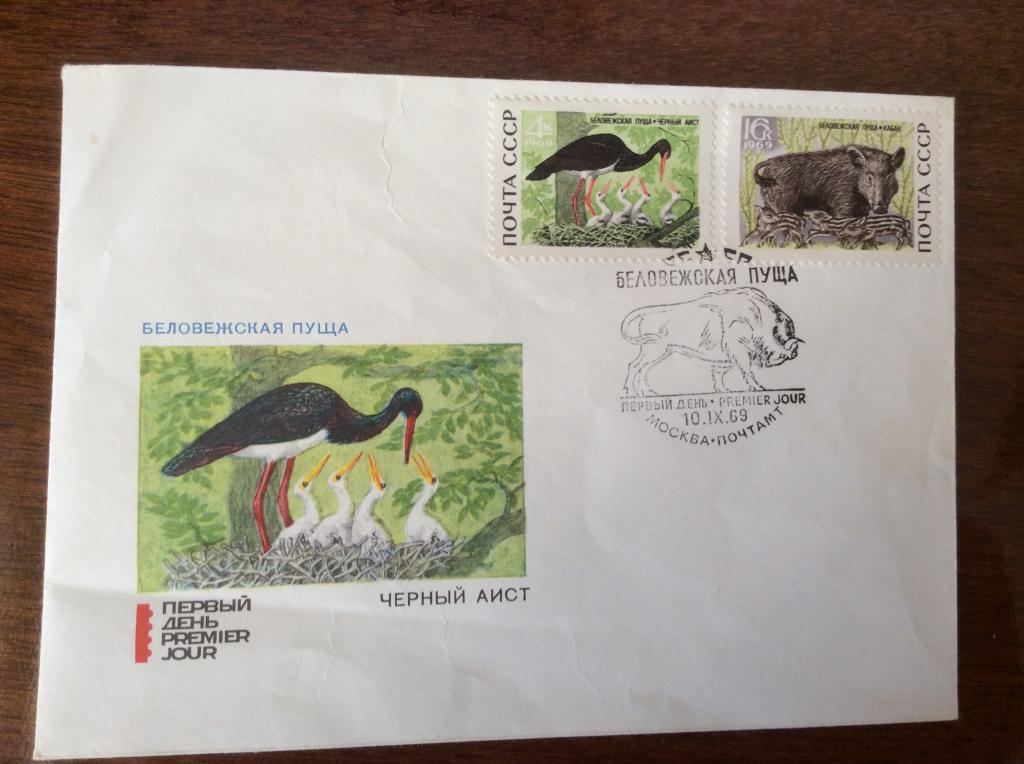 4к
1969
БЕЛОВЕЖСКАЯ ПУЩА • ЧЕРНЫЙ АИСТ
ПОЧТА СССР
16к
1969
БЕЛОВЕЖСКАЯ ПУЩА • КАБАН
ПОЧТА СССР
БЕЛОВЕЖСКАЯ ПУЩА
ПЕРВЫЙ ДЕНЬ • PREMIER JOUR
10.IX.69
МОСКВА • ПОЧТАМТ
БЕЛОВЕЖСКАЯ ПУЩА
ЧЕРНЫЙ АИСТ
ПЕРВЫЙ
ДЕНЬ
PREMIER
JOUR